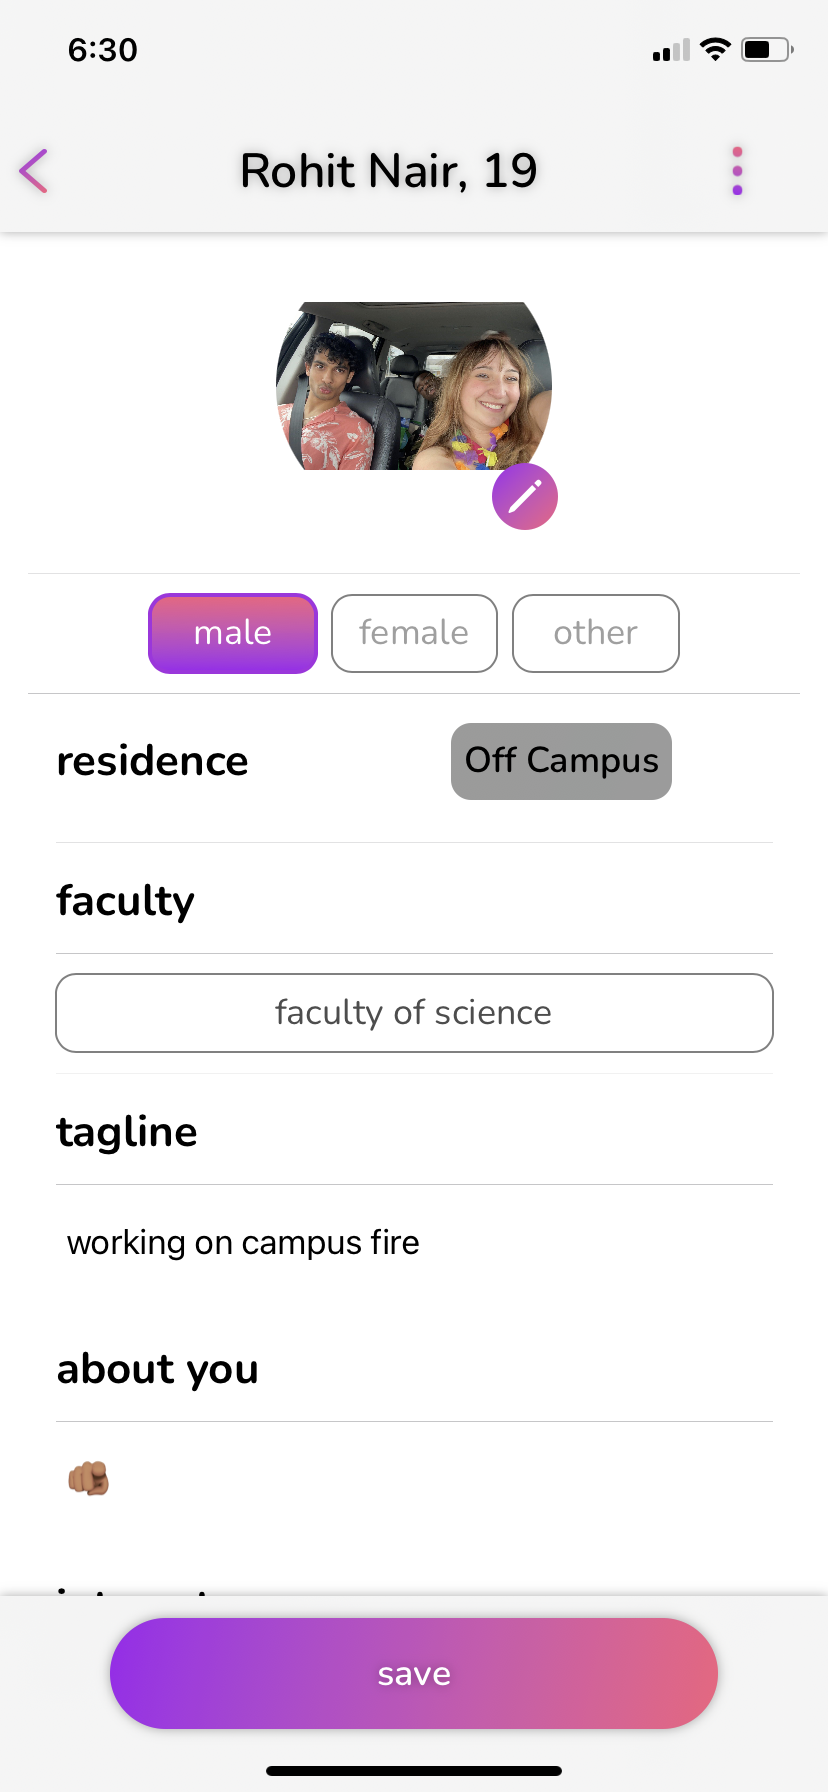 6:30
Rohit Nair, 19
male
female
other
residence
Off Campus
faculty
faculty of science
tagline
working on campus fire
about you
save